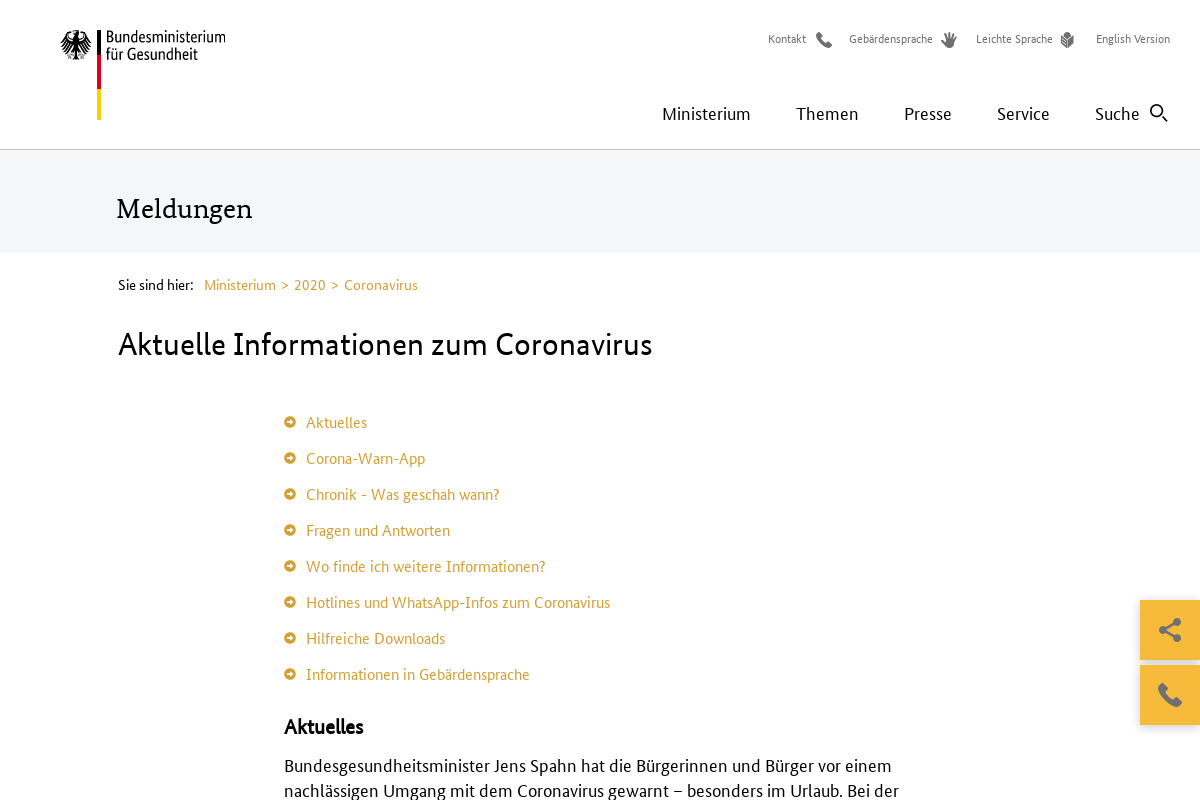 Bundesministerium
für Gesundheit
Kontakt
Gebärdensprache
Leichte Sprache
English Version
Ministerium
Themen
Presse
Service
Suche
Meldungen
Sie sind hier: Ministerium > 2020 > Coronavirus
Aktuelle Informationen zum Coronavirus
Aktuelles
Corona-Warn-App
Chronik - Was geschah wann?
Fragen und Antworten
Wo finde ich weitere Informationen?
Hotlines und WhatsApp-Infos zum Coronavirus
Hilfreiche Downloads
Informationen in Gebärdensprache
Aktuelles
Bundesgesundheitsminister Jens Spahn hat die Bürgerinnen und Bürger vor einem
nachlässigen Umgang mit dem Coronavirus gewarnt – besonders im Urlaub. Bei der